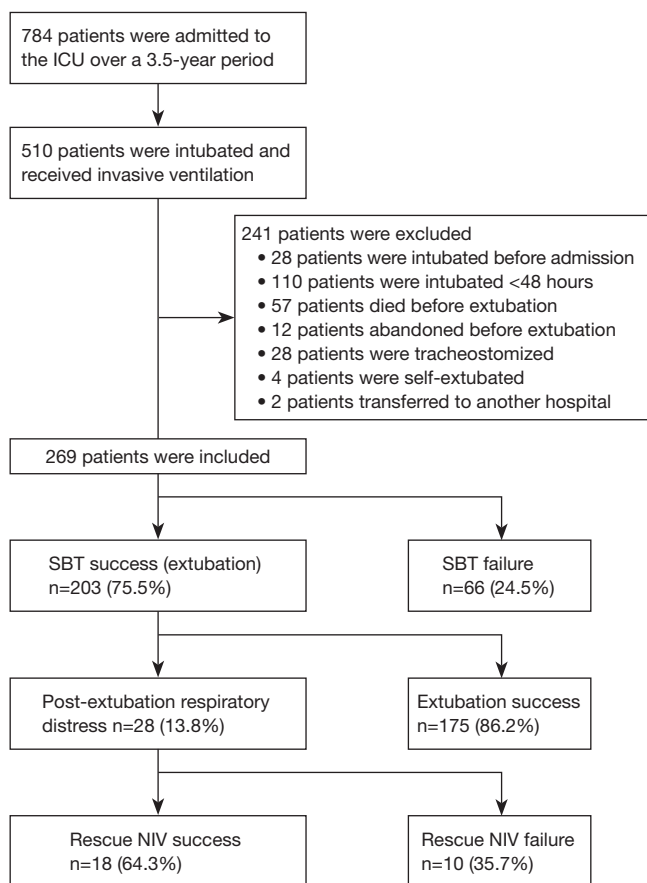 784 patients were admitted to
the ICU over a 3.5-year period
510 patients were intubated and
received invasive ventilation
241 patients were excluded
• 28 patients were intubated before admission
• 110 patients were intubated <48 hours
• 57 patients died before extubation
• 12 patients abandoned before extubation
• 28 patients were tracheostomized
• 4 patients were self-extubated
• 2 patients transferred to another hospital
269 patients were included
SBT success (extubation)
n=203 (75.5%)
SBT failure
n=66 (24.5%)
Post-extubation respiratory
distress n=28 (13.8%)
Extubation success
n=175 (86.2%)
Rescue NIV success
n=18 (64.3%)
Rescue NIV failure
n=10 (35.7%)